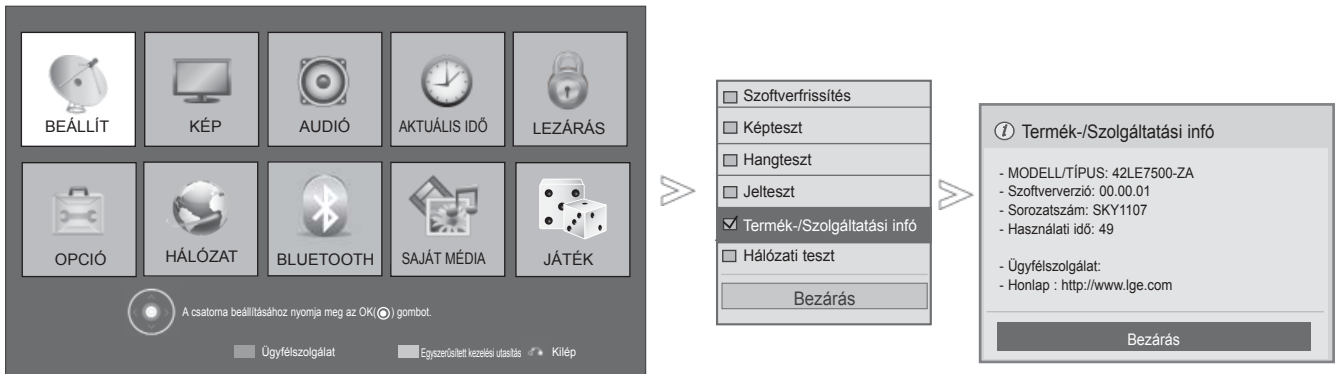 BEÁLLÍT
KÉP
AUDIÓ
AKTUÁLIS IDŐ
LEZÁRÁS
OPCIÓ
HÁLÓZAT
BLUETOOTH
SAJÁT MÉDIA
JÁTÉK
A csatorna beállításához nyomja meg az OK(◉) gombot.
Ügyfélszolgálat
Egyszerűsített kezelési utasítás
Kilép
Szoftverfrissítés
Képteszt
Hangteszt
Jelteszt
Termék-/Szolgáltatási infó
Hálózati teszt
Bezárás
i Termék-/Szolgáltatási infó
- MODELL/TÍPUS: 42LE7500-ZA
- Szoftververzió: 00.00.01
- Sorozatszám: SKY1107
- Használati idő: 49
- Ügyfélszolgálat:
- Honlap : http://www.lge.com
Bezárás